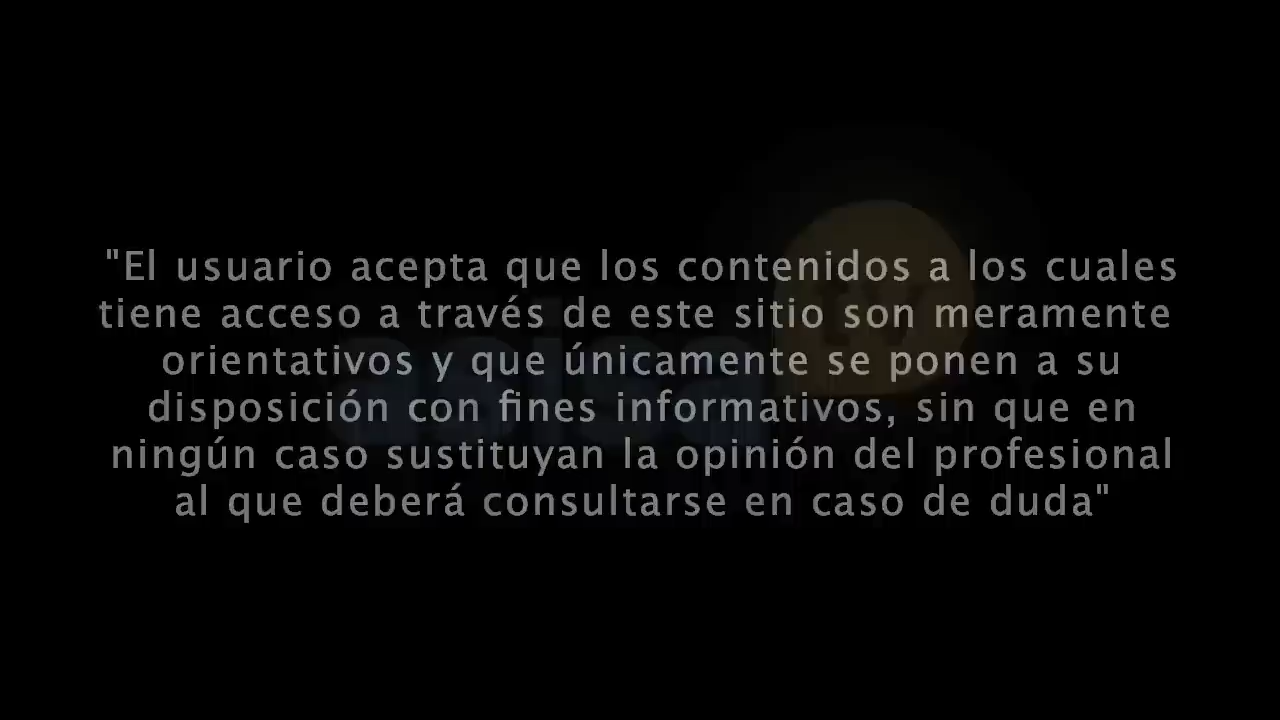 "El usuario acepta que los contenidos a los cuales
tiene acceso a través de este sitio son meramente
orientativos y que únicamente se ponen a su
disposición con fines informativos, sin que en
ningún caso sustituyan la opinión del profesional
al que deberá consultarse en caso de duda"
asisa
TV